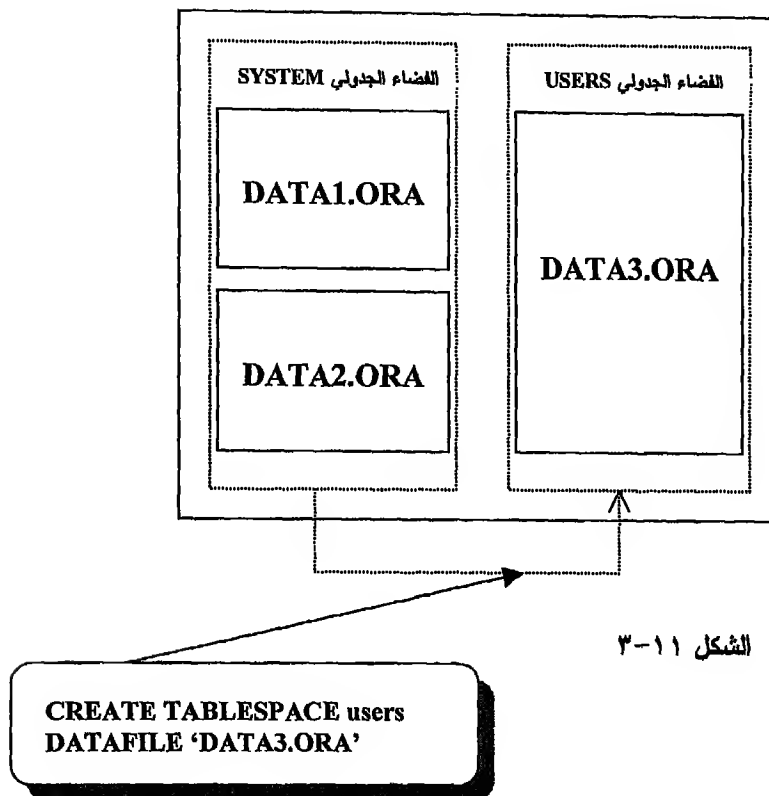 الفضاء الجدولي SYSTEM
DATA1.ORA
DATA2.ORA
الفضاء الجدولي USERS
DATA3.ORA
الشكل ١١-٣
CREATE TABLESPACE users
DATAFILE ‘DATA3.ORA’